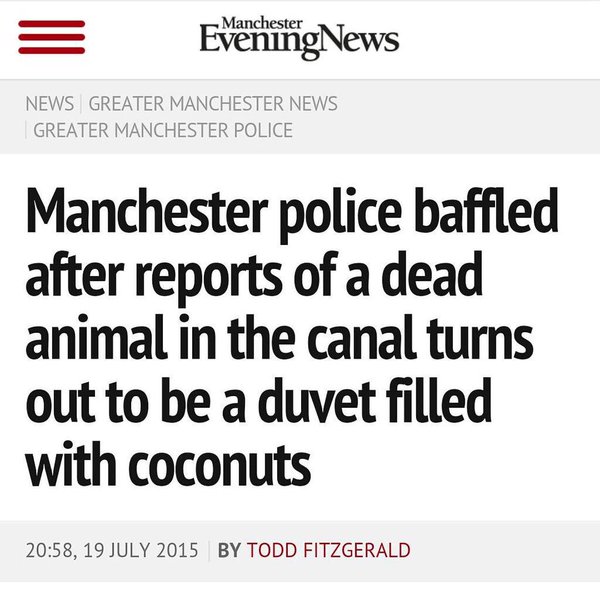 Manchester
EveningNews
NEWS | GREATER MANCHESTER NEWS
| GREATER MANCHESTER POLICE
Manchester police baffled
after reports of a dead
animal in the canal turns
out to be a duvet filled
with coconuts
20:58, 19 JULY 2015 | BY TODD FITZGERALD